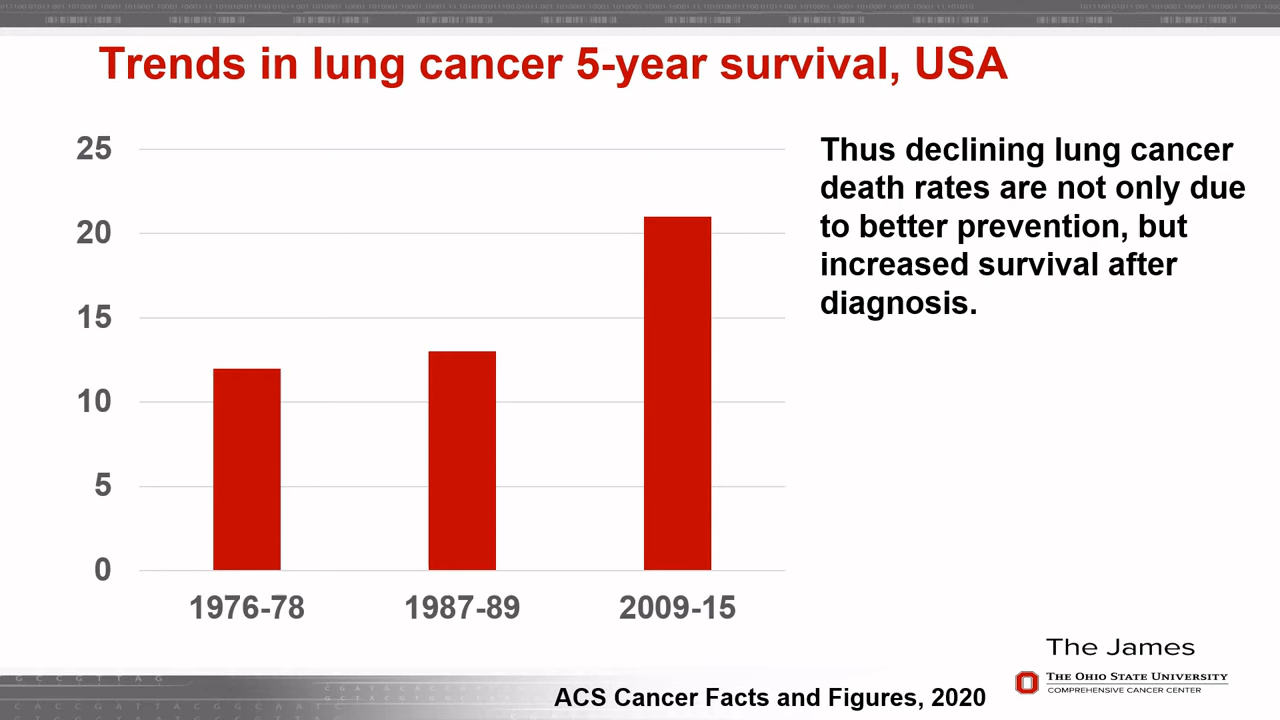 Trends in lung cancer 5-year survival, USA
25
20
15
10
5
0
1976-78
1987-89
2009-15
Thus declining lung cancer
death rates are not only due
to better prevention, but
increased survival after
diagnosis.
The James
THE OHIO STATE UNIVERSITY
COMPREHENSIVE CANCER CENTER
G C C G T T A G
ACS Cancer Facts and Figures, 2020